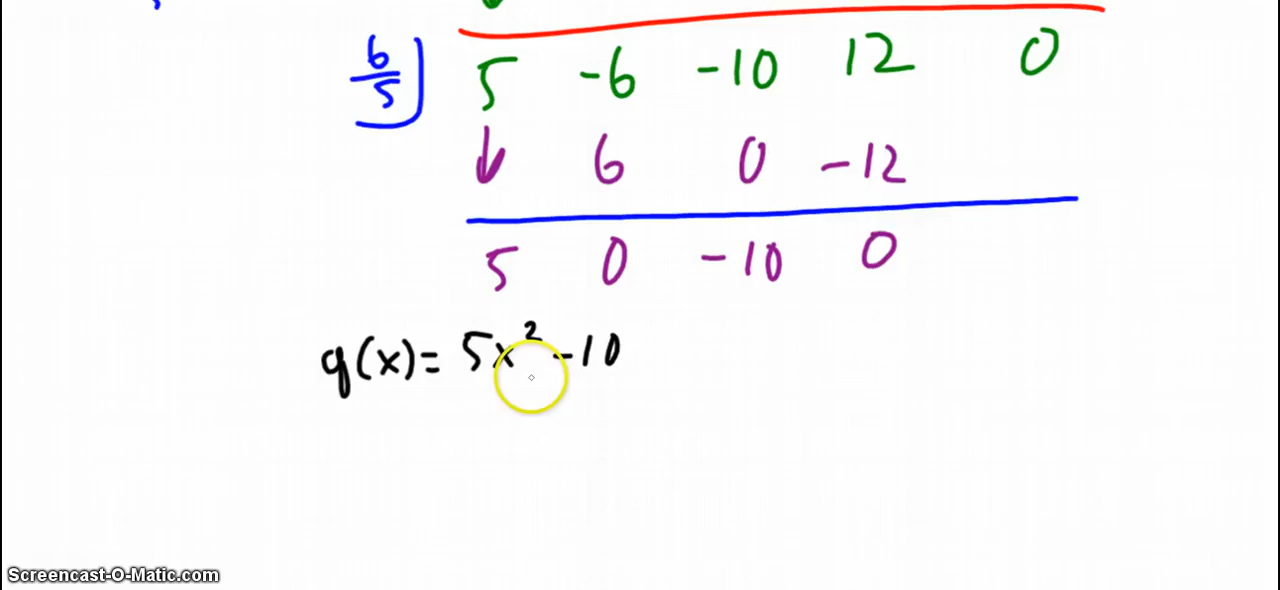 6/5 5 -6 -10 12 0
6 0 -12
5 0 -10 0
q(x)= 5x² -10
Screencast-O-Matic.com